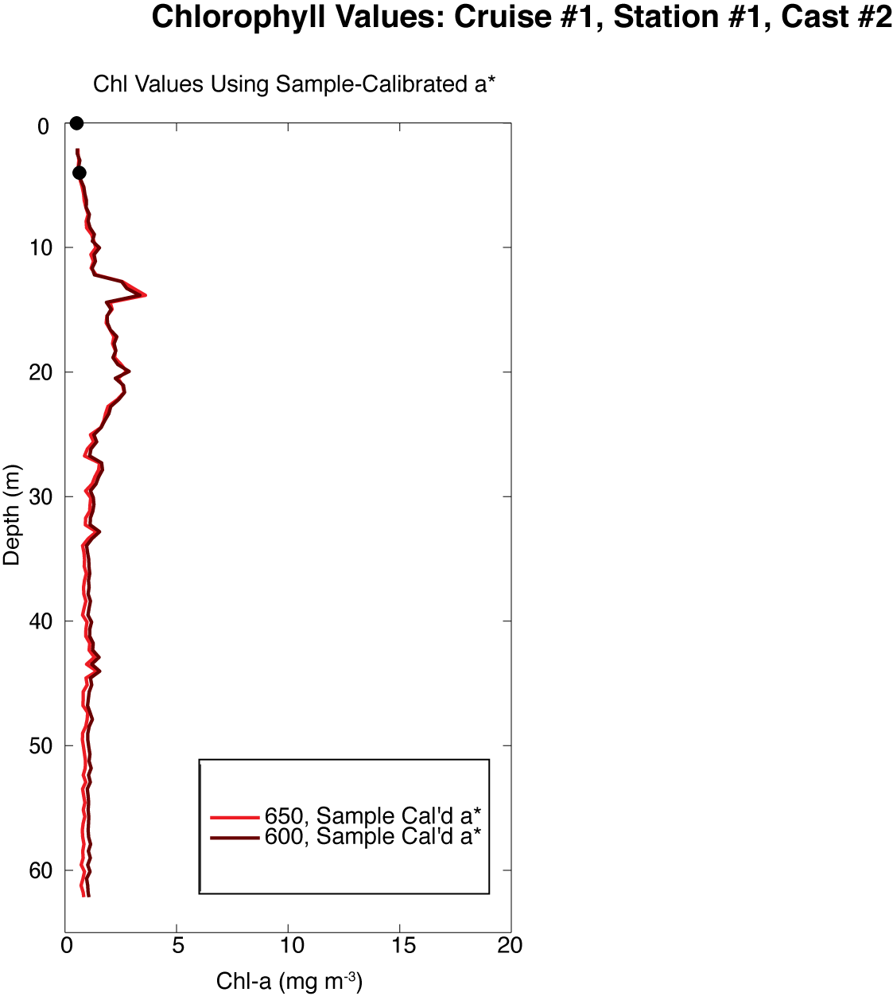 Chlorophyll Values: Cruise #1, Station #1, Cast #2
Chl Values Using Sample-Calibrated a*
0
10
20
30
40
50
60
Depth (m)
650, Sample Cal'd a*
600, Sample Cal'd a*
0 5 10 15 20
Chl-a (mg m-3)